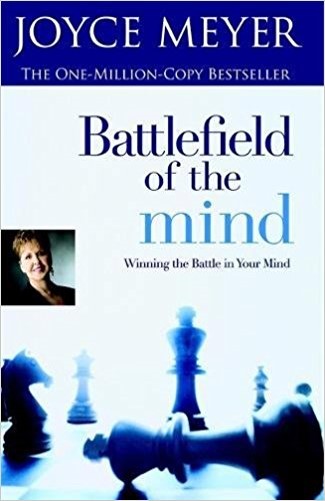 JOYCE MEYER
THE ONE-MILLION-COPY BESTSELLER
Battlefield
of the
mind
Winning the Battle in Your Mind